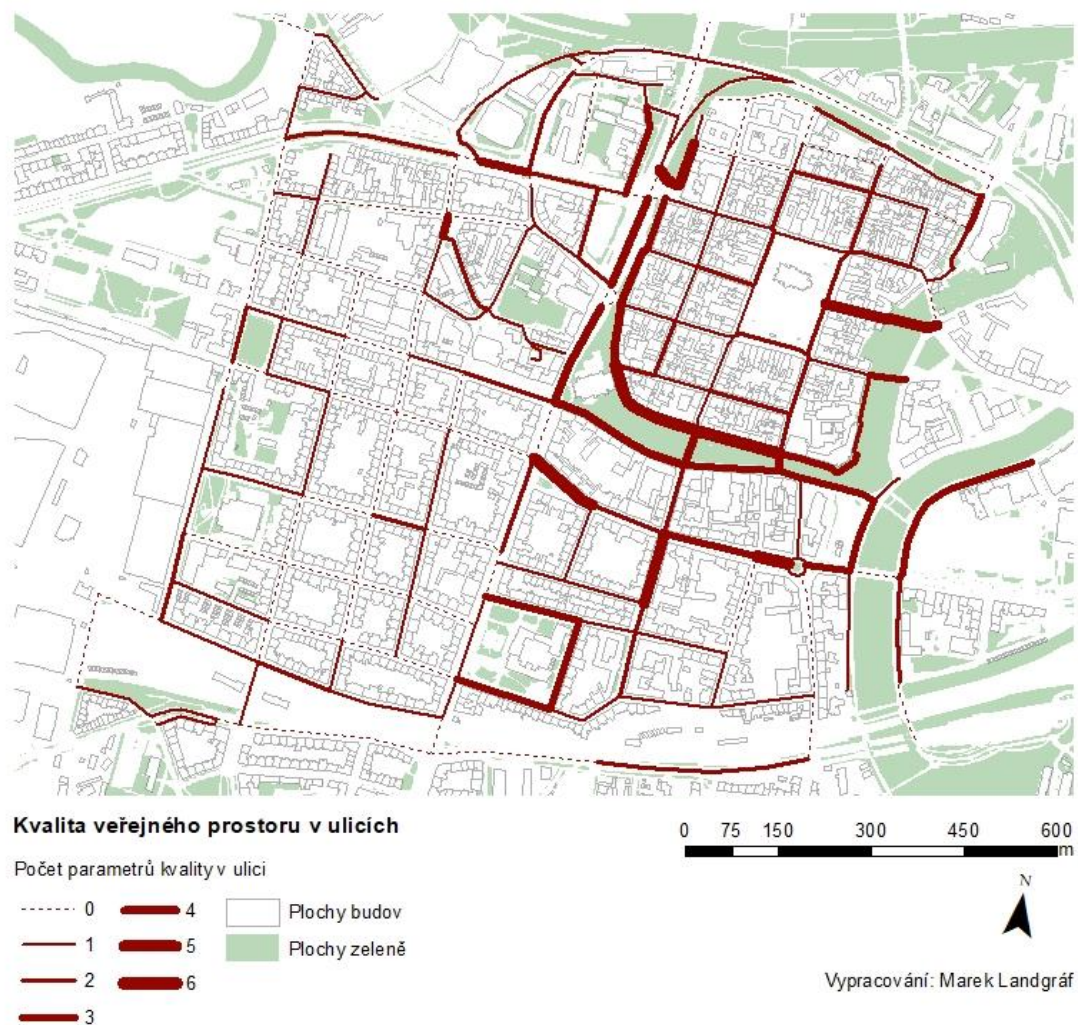 Kvalita veřejného prostoru v ulicích
Počet parametrů kvality v ulici
0
1
2
3
4
5
6
Plochy budov
Plochy zeleně
0 75 150 300 450 600
m
N
Vypracování: Marek Landgráf